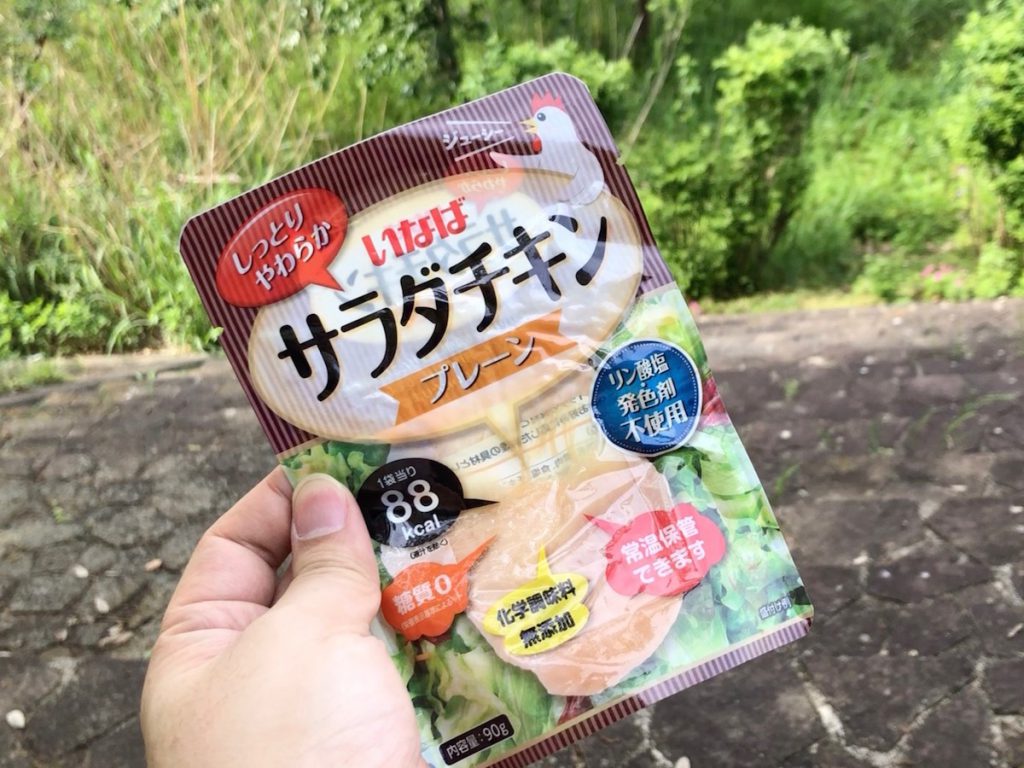 ジューシー
しっとり
やわらか
いなば
サラダチキン
プレーン
リン酸塩・
発色剤
不使用
1袋当り
88
kcal
糖質0
常温保管
できます
化学調味料
無添加
内容量:90g